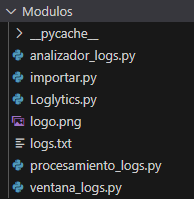 Modulos
__pycache__
analizador_logs.py
importar.py
Loglytics.py
logo.png
logs.txt
procesamiento_logs.py
ventana_logs.py